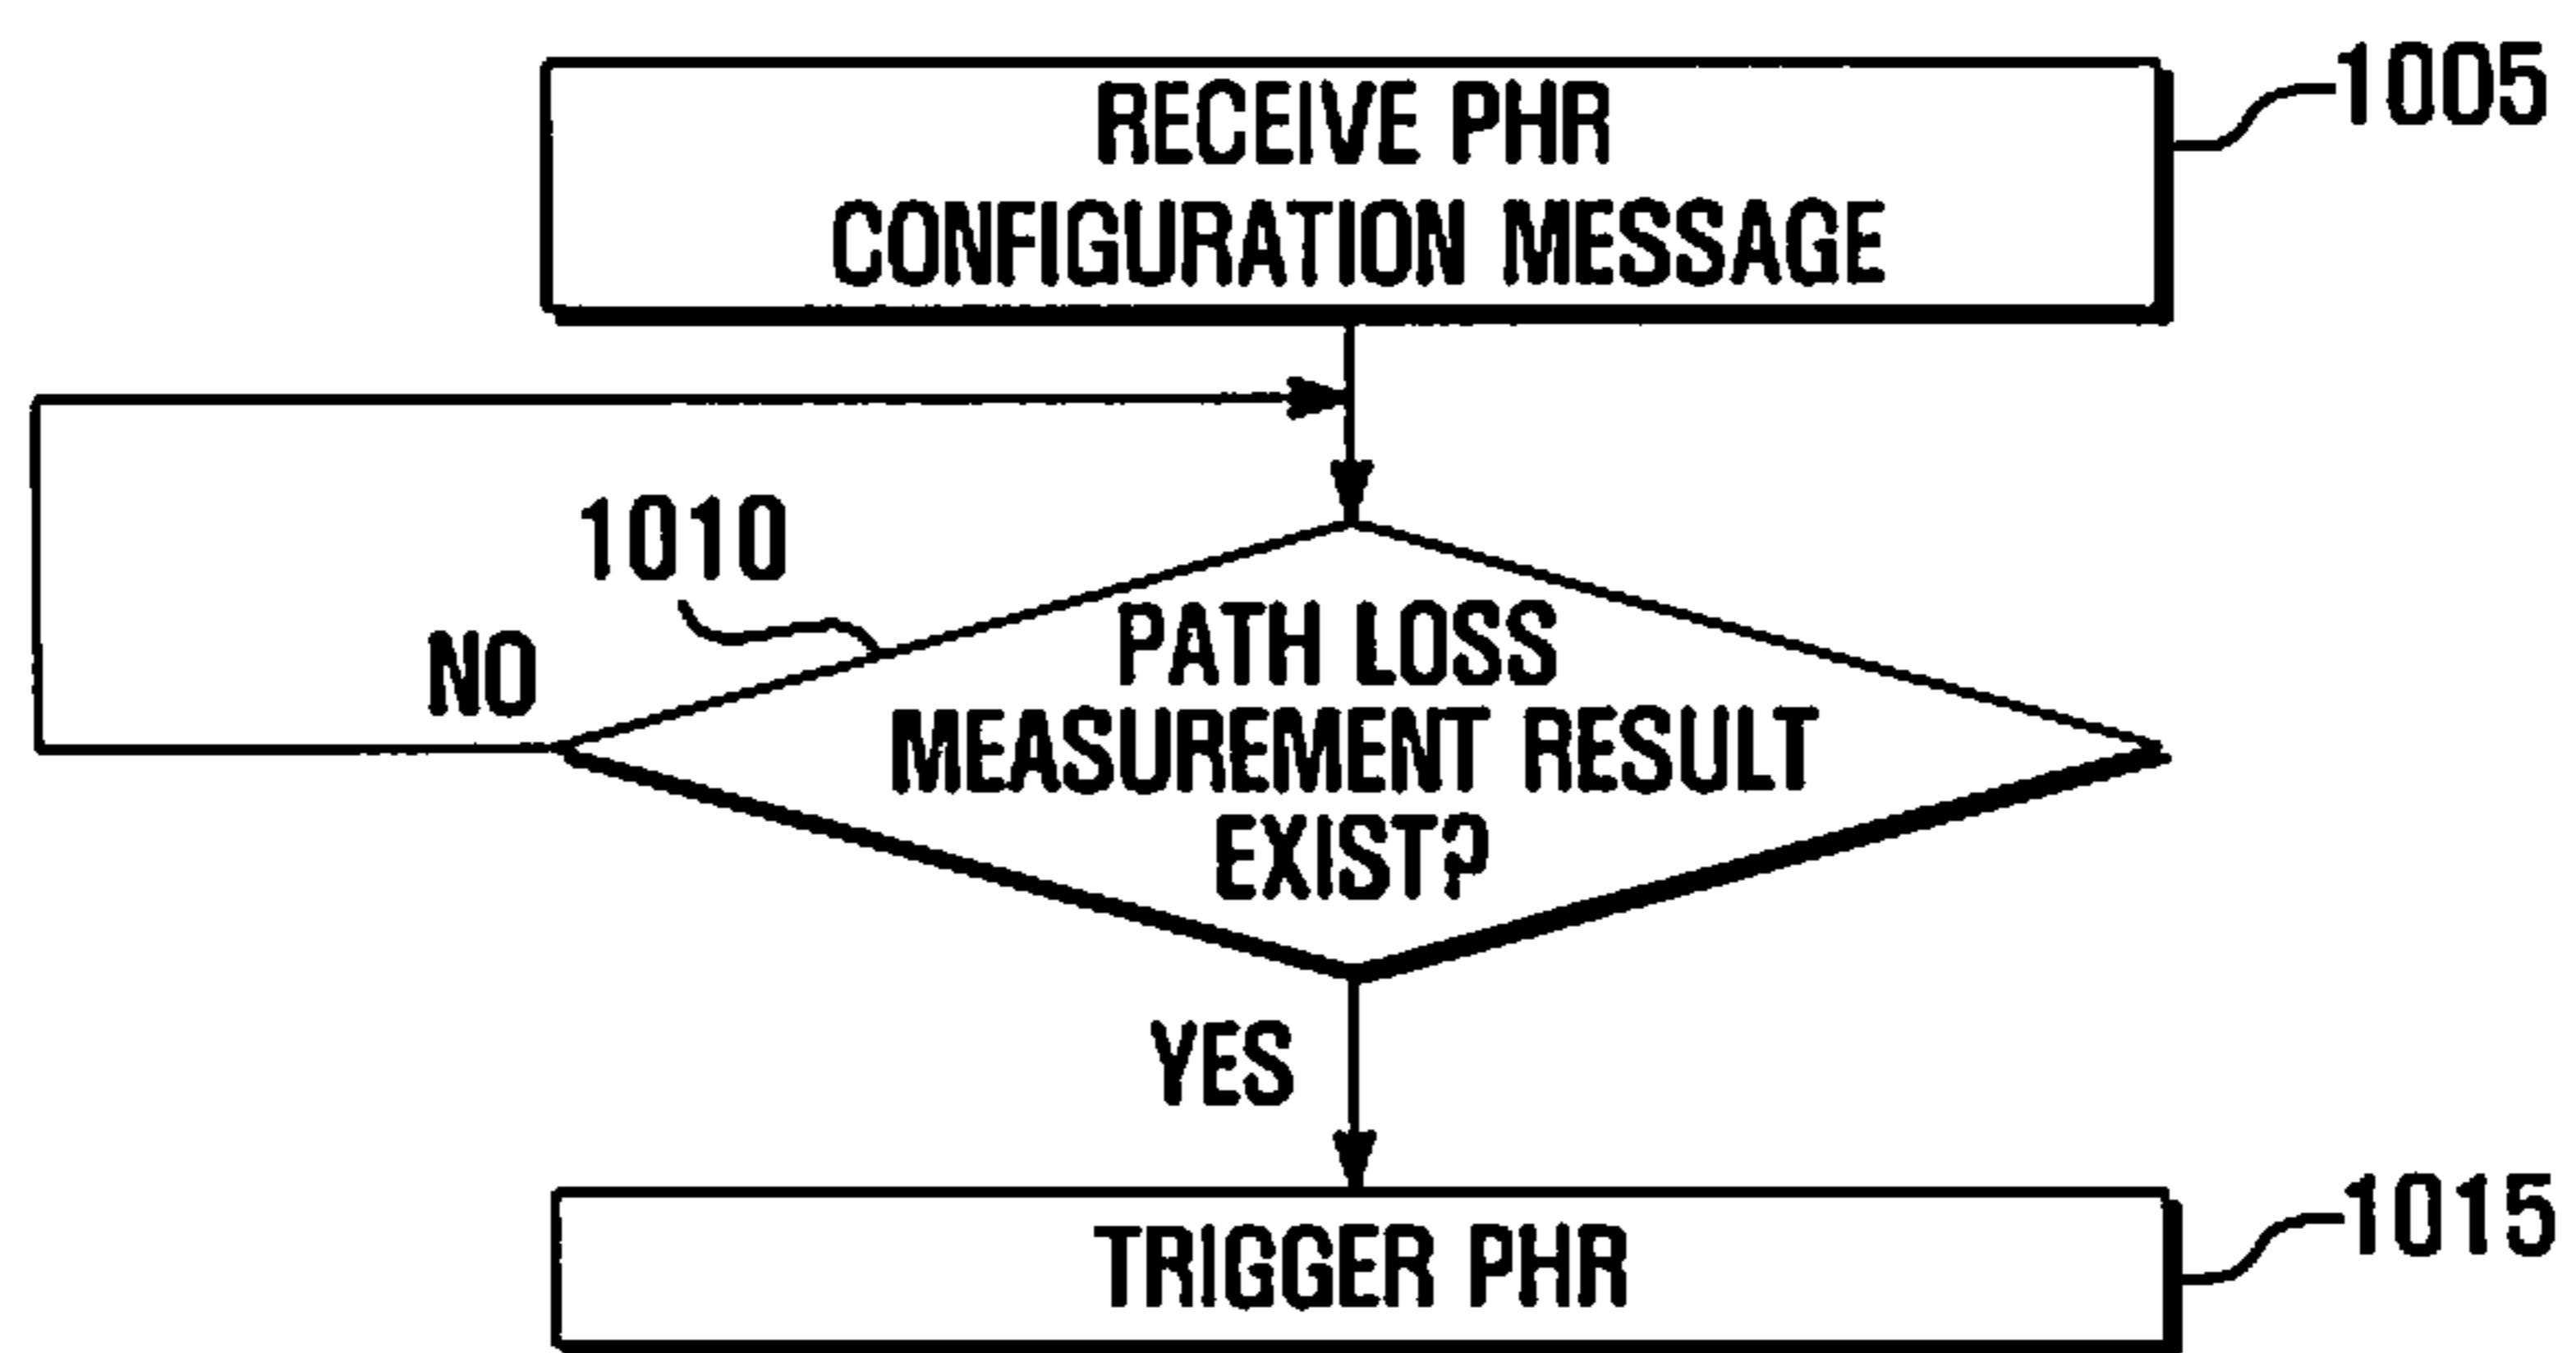 RECEIVE PHR
CONFIGURATION MESSAGE
1005
1010
NO
PATH LOSS
MEASUREMENT RESULT
EXIST?
YES
TRIGGER PHR
1015